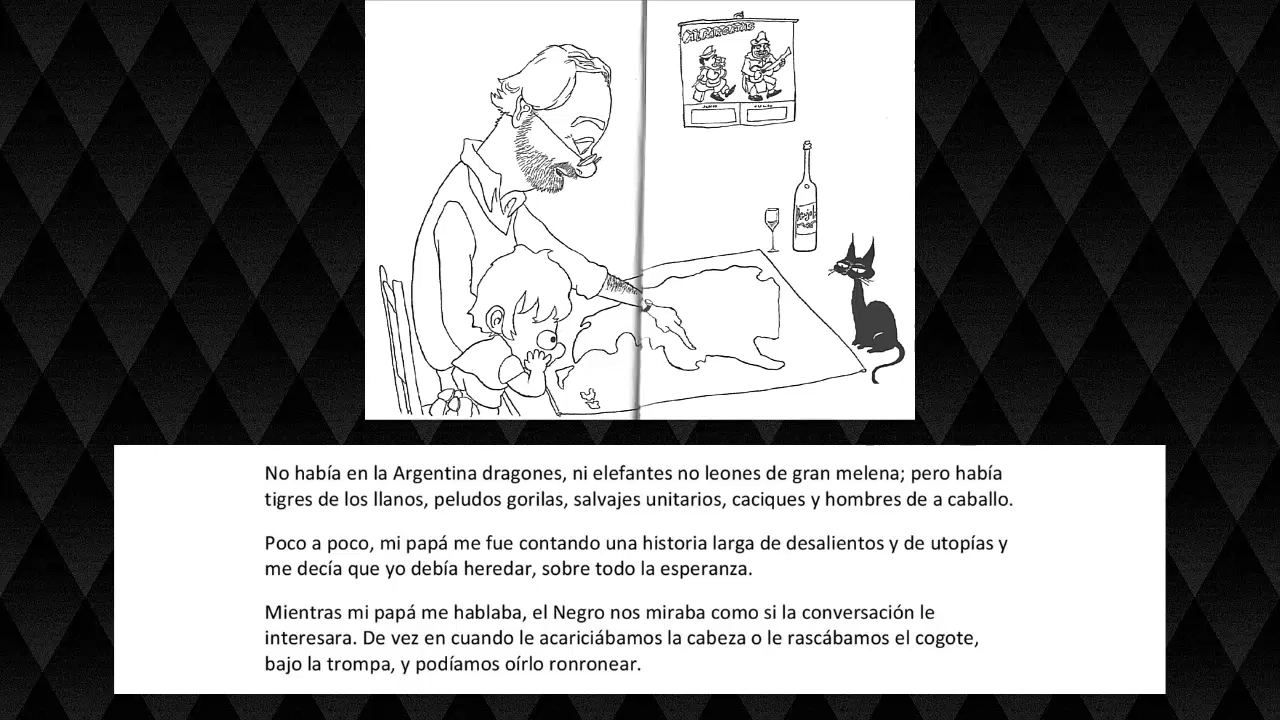 ALPARGATAS
No había en la Argentina dragones, ni elefantes no leones de gran melena; pero había
tigres de los llanos, peludos gorilas, salvajes unitarios, caciques y hombres de a caballo.
Poco a poco, mi papá me fue contando una historia larga de desalientos y de utopías y
me decía que yo debía heredar, sobre todo la esperanza.
Mientras mi papá me hablaba, el Negro nos miraba como si la conversación le
interesara. De vez en cuando le acariciábamos la cabeza o le rascábamos el cogote,
bajo la trompa, y podíamos oírlo ronronear.